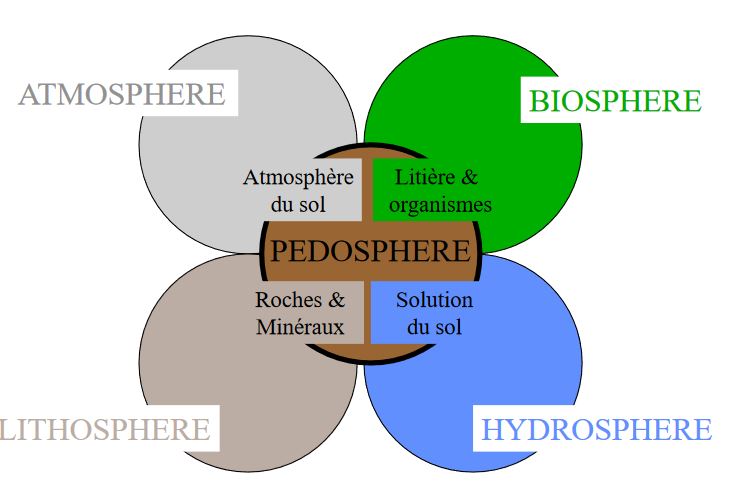 ATMOSPHERE
BIOSPHERE
Atmosphère
du sol
Litière &
organismes
PEDOSPHERE
Roches &
Minéraux
Solution
du sol
LITHOSPHERE
HYDROSPHERE